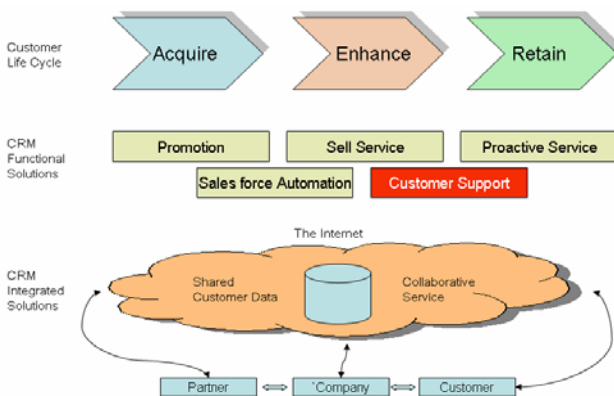 Customer
Life Cycle
Acquire
Enhance
Retain
CRM
Functional
Solutions
Promotion
Sell Service
Proactive Service
Sales force Automation
Customer Support
The Internet
CRM
Integrated
Solutions
Shared
Customer Data
Collaborative
Service
Partner
`Company
Customer